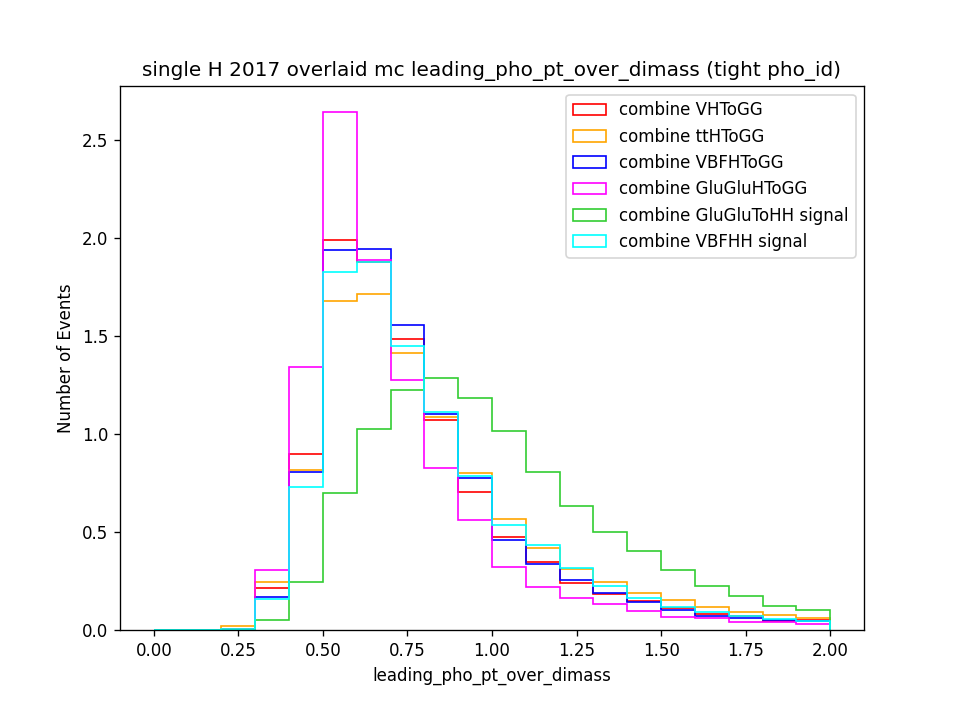 single H 2017 overlaid mc leading_pho_pt_over_dimass (tight pho_id)
combine VHToGG
combine ttHToGG
combine VBFHToGG
combine GluGluHToGG
combine GluGluToHH signal
combine VBFHH signal
Number of Events
2.5
2.0
1.5
1.0
0.5
0.0
0.00 0.25 0.50 0.75 1.00 1.25 1.50 1.75 2.00
leading_pho_pt_over_dimass